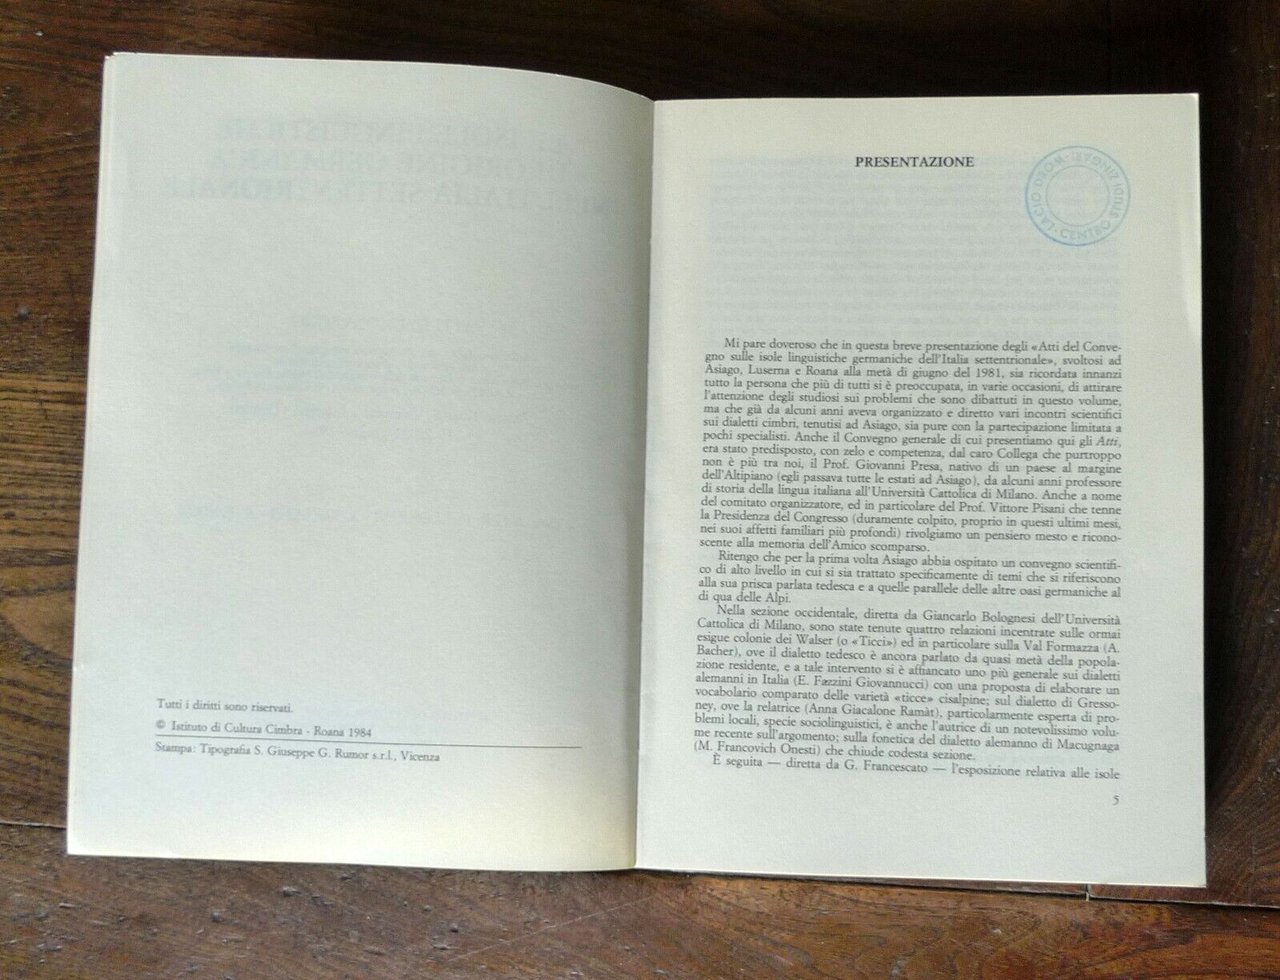 Tutti i diritti sono riservati.
© Istituto di Cultura Cimbra - Roana 1984
Stampa: Tipografia S. Giuseppe G. Rumor s.r.l., Vicenza
PRESENTAZIONE
CENTRO STUDI ZINGARI
Mi pare doveroso che in questa breve presentazione degli «Atti del Conve-
gno sulle isole linguistiche germaniche dell'Italia settentrionale», svoltosi ad
Asiago, Luserna e Roana alla metà di giugno del 1981, sia ricordata innanzi
tutto la persona che più di tutti si è preoccupata, in varie occasioni, di attirare
l'attenzione degli studiosi sui problemi che sono dibattuti in questo volume,
ma che già da alcuni anni aveva organizzato e diretto vari incontri scientifici
sui dialetti cimbri, tenutisi ad Asiago, sia pure con la partecipazione limitata a
pochi specialisti. Anche il Convegno generale di cui presentiamo qui gli Atti,
era stato predisposto, con zelo e competenza, dal caro Collega che purtroppo
non è più tra noi, il Prof. Giovanni Presa, nativo di un paese al margine
dell'Altipiano (egli passava tutte le estati ad Asiago), da alcuni anni professore
di storia della lingua italiana all'Università Cattolica di Milano. Anche a nome
del comitato organizzatore, ed in particolare del Prof. Vittore Pisani che tenne
la Presidenza del Congresso (duramente colpito, proprio in questi ultimi mesi,
nei suoi affetti familiari più profondi) rivolgiamo un pensiero mesto e ricono-
scente alla memoria dell'Amico scomparso.
Ritengo che per la prima volta Asiago abbia ospitato un convegno scientifi-
co di alto livello in cui si sia trattato specificamente di temi che si riferiscono
alla sua prisca parlata tedesca e a quelle parallele delle altre oasi germaniche al
di qua delle Alpi.
Nella sezione occidentale, diretta da Giancarlo Bolognesi dell'Università
Cattolica di Milano, sono state tenute quattro relazioni incentrate sulle ormai
esigue colonie dei Walser (o «Ticci») ed in particolare sulla Val Formazza (A.
Bacher), ove il dialetto tedesco è ancora parlato da quasi metà della popola-
zione residente, e a tale intervento si è affiancato uno più generale sui dialetti
alemanni in Italia (E. Fazzini Giovannucci) con una proposta di elaborare un
vocabolario comparato delle varietà «ticce» cisalpine; sul dialetto di Gresso-
ney, ove la relatrice (Anna Giacalone Ramàt), particolarmente esperta di pro-
blemi locali, specie sociolinguistici, è anche l'autrice di un notevolissimo volu-
me recente sull'argomento; sulla fonetica del dialetto alemanno di Macugnaga
(M. Francovich Onesti) che chiude codesta sezione.
È seguita — diretta da G. Francescato — l'esposizione relativa alle isole
5